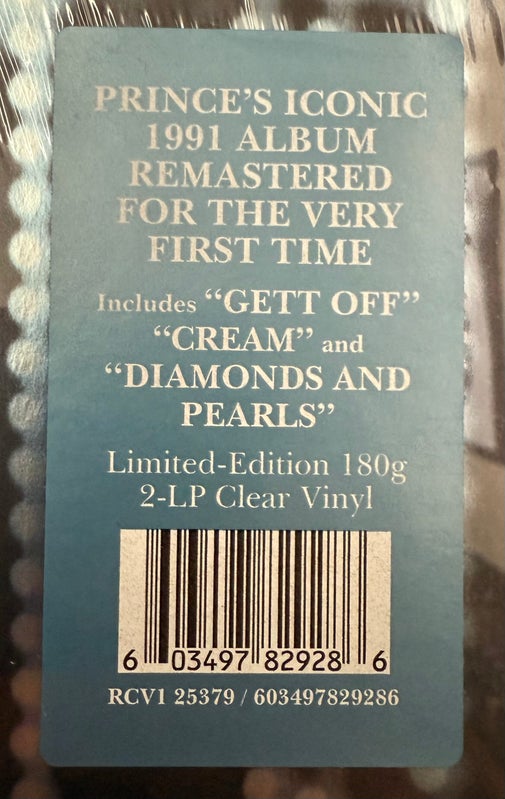 PRINCE'S ICONIC
1991 ALBUM
REMASTERED
FOR THE VERY
FIRST TIME
Includes “GETT OFF”
“CREAM” and
“DIAMONDS AND
PEARLS”
Limited-Edition 180g
2-LP Clear Vinyl
6 03497 82928 6
RCV1 25379 / 603497829286